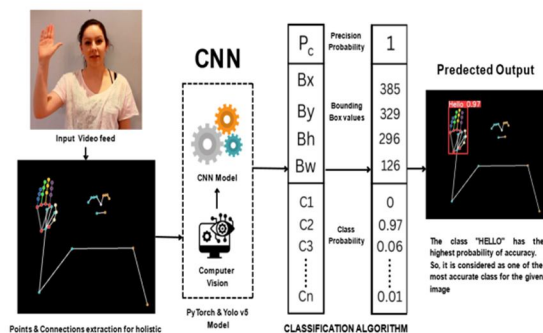 Input Video feed
Points & Connections extraction for holistic
CNN
CNN Model
Computer
Vision
PyTorch & Yolo v5
Model
Pc
Precision
Probability
1
Bx
By
Bh
Bw
Bounding
Box values
385
329
296
126
C1
C2
C3
Cn
Class
Probability
0
0.97
0.06
0.01
CLASSIFICATION ALGORITHM
Predected Output
Hello 0.97
The class "HELLO" has the
highest probability of accuracy.
So, it is considered as one of the
most accurate class for the given
image